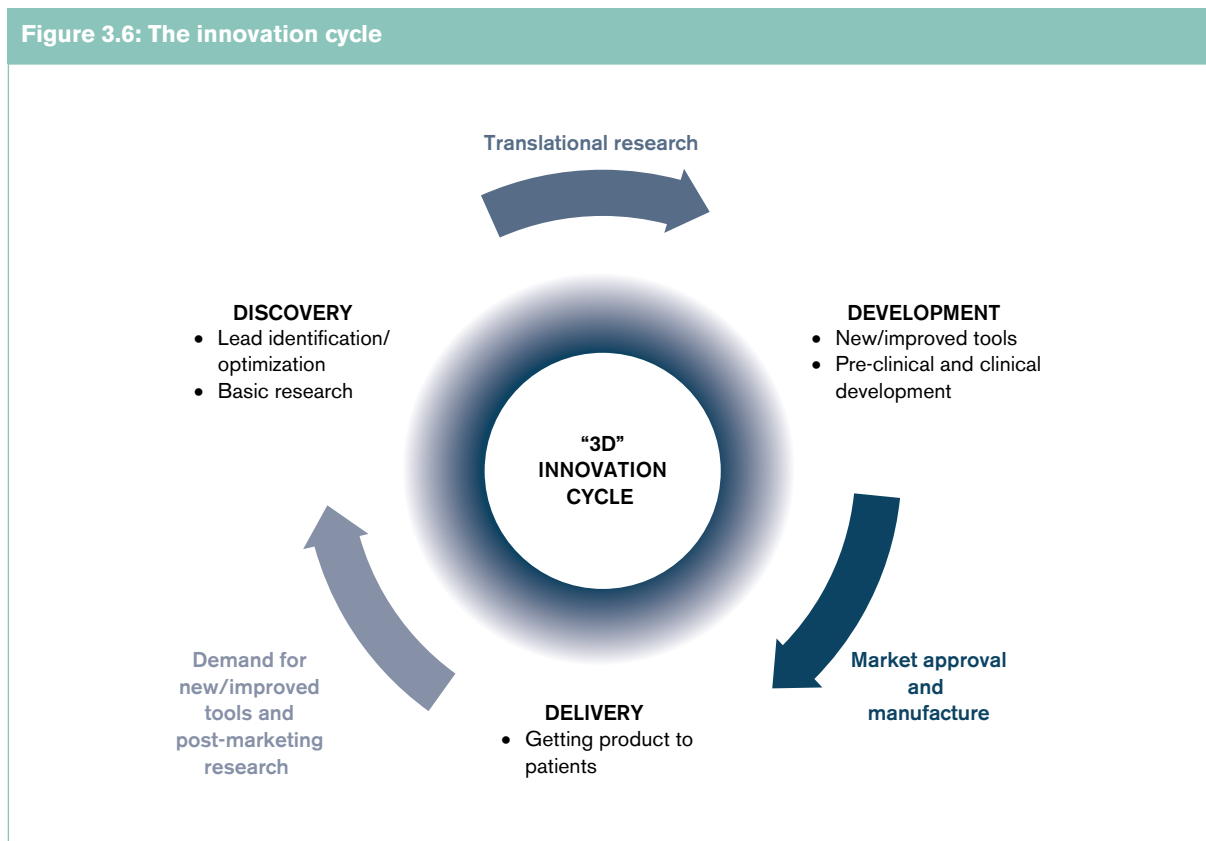 Figure 3.6: The innovation cycle
Translational research
DISCOVERY
• Lead identification/
optimization
• Basic research
DEVELOPMENT
• New/improved tools
• Pre-clinical and clinical
development
“3D”
INNOVATION
CYCLE
Market approval
and
manufacture
DELIVERY
• Getting product to
patients
Demand for
new/improved
tools and
post-marketing
research